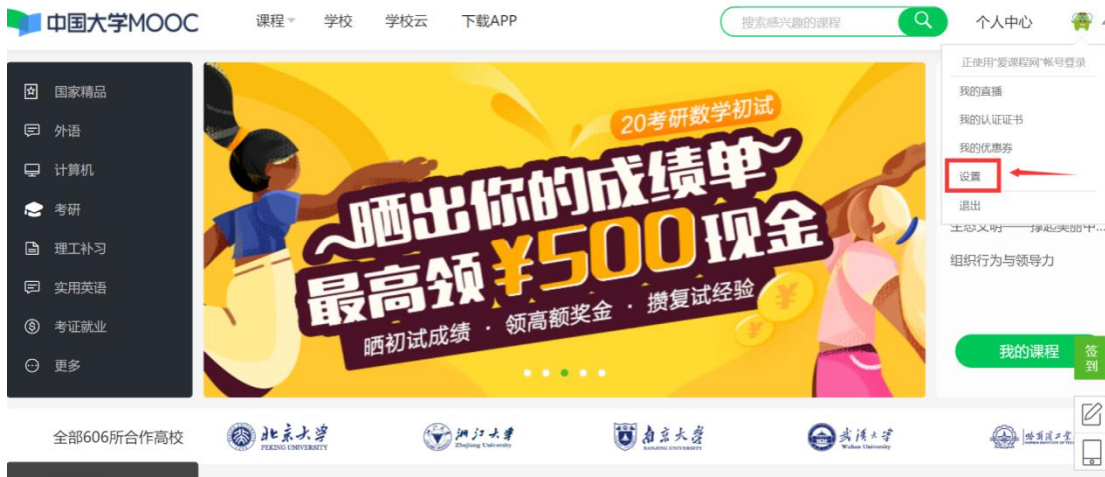 中国大学MOOC 课程 学校 学校云 下载APP 搜索感兴趣的课程 个人中心
正使用“爱课程网”帐号登录
我的直播
我的认证证书
我的优惠券
设置
退出
国家精品
外语
计算机
考研
理工补习
实用英语
考证就业
更多
20考研数学初试
晒出你的成绩单
最高领¥500现金
晒初试成绩 · 领高额奖金 · 攒复试经验
组织行为与领导力
我的课程
签到
全部606所合作高校
北京大学
PEKING UNIVERSITY
浙江大学
Zhejiang University
南京大学
NANJING UNIVERSITY
武汉大学
Wuhan University